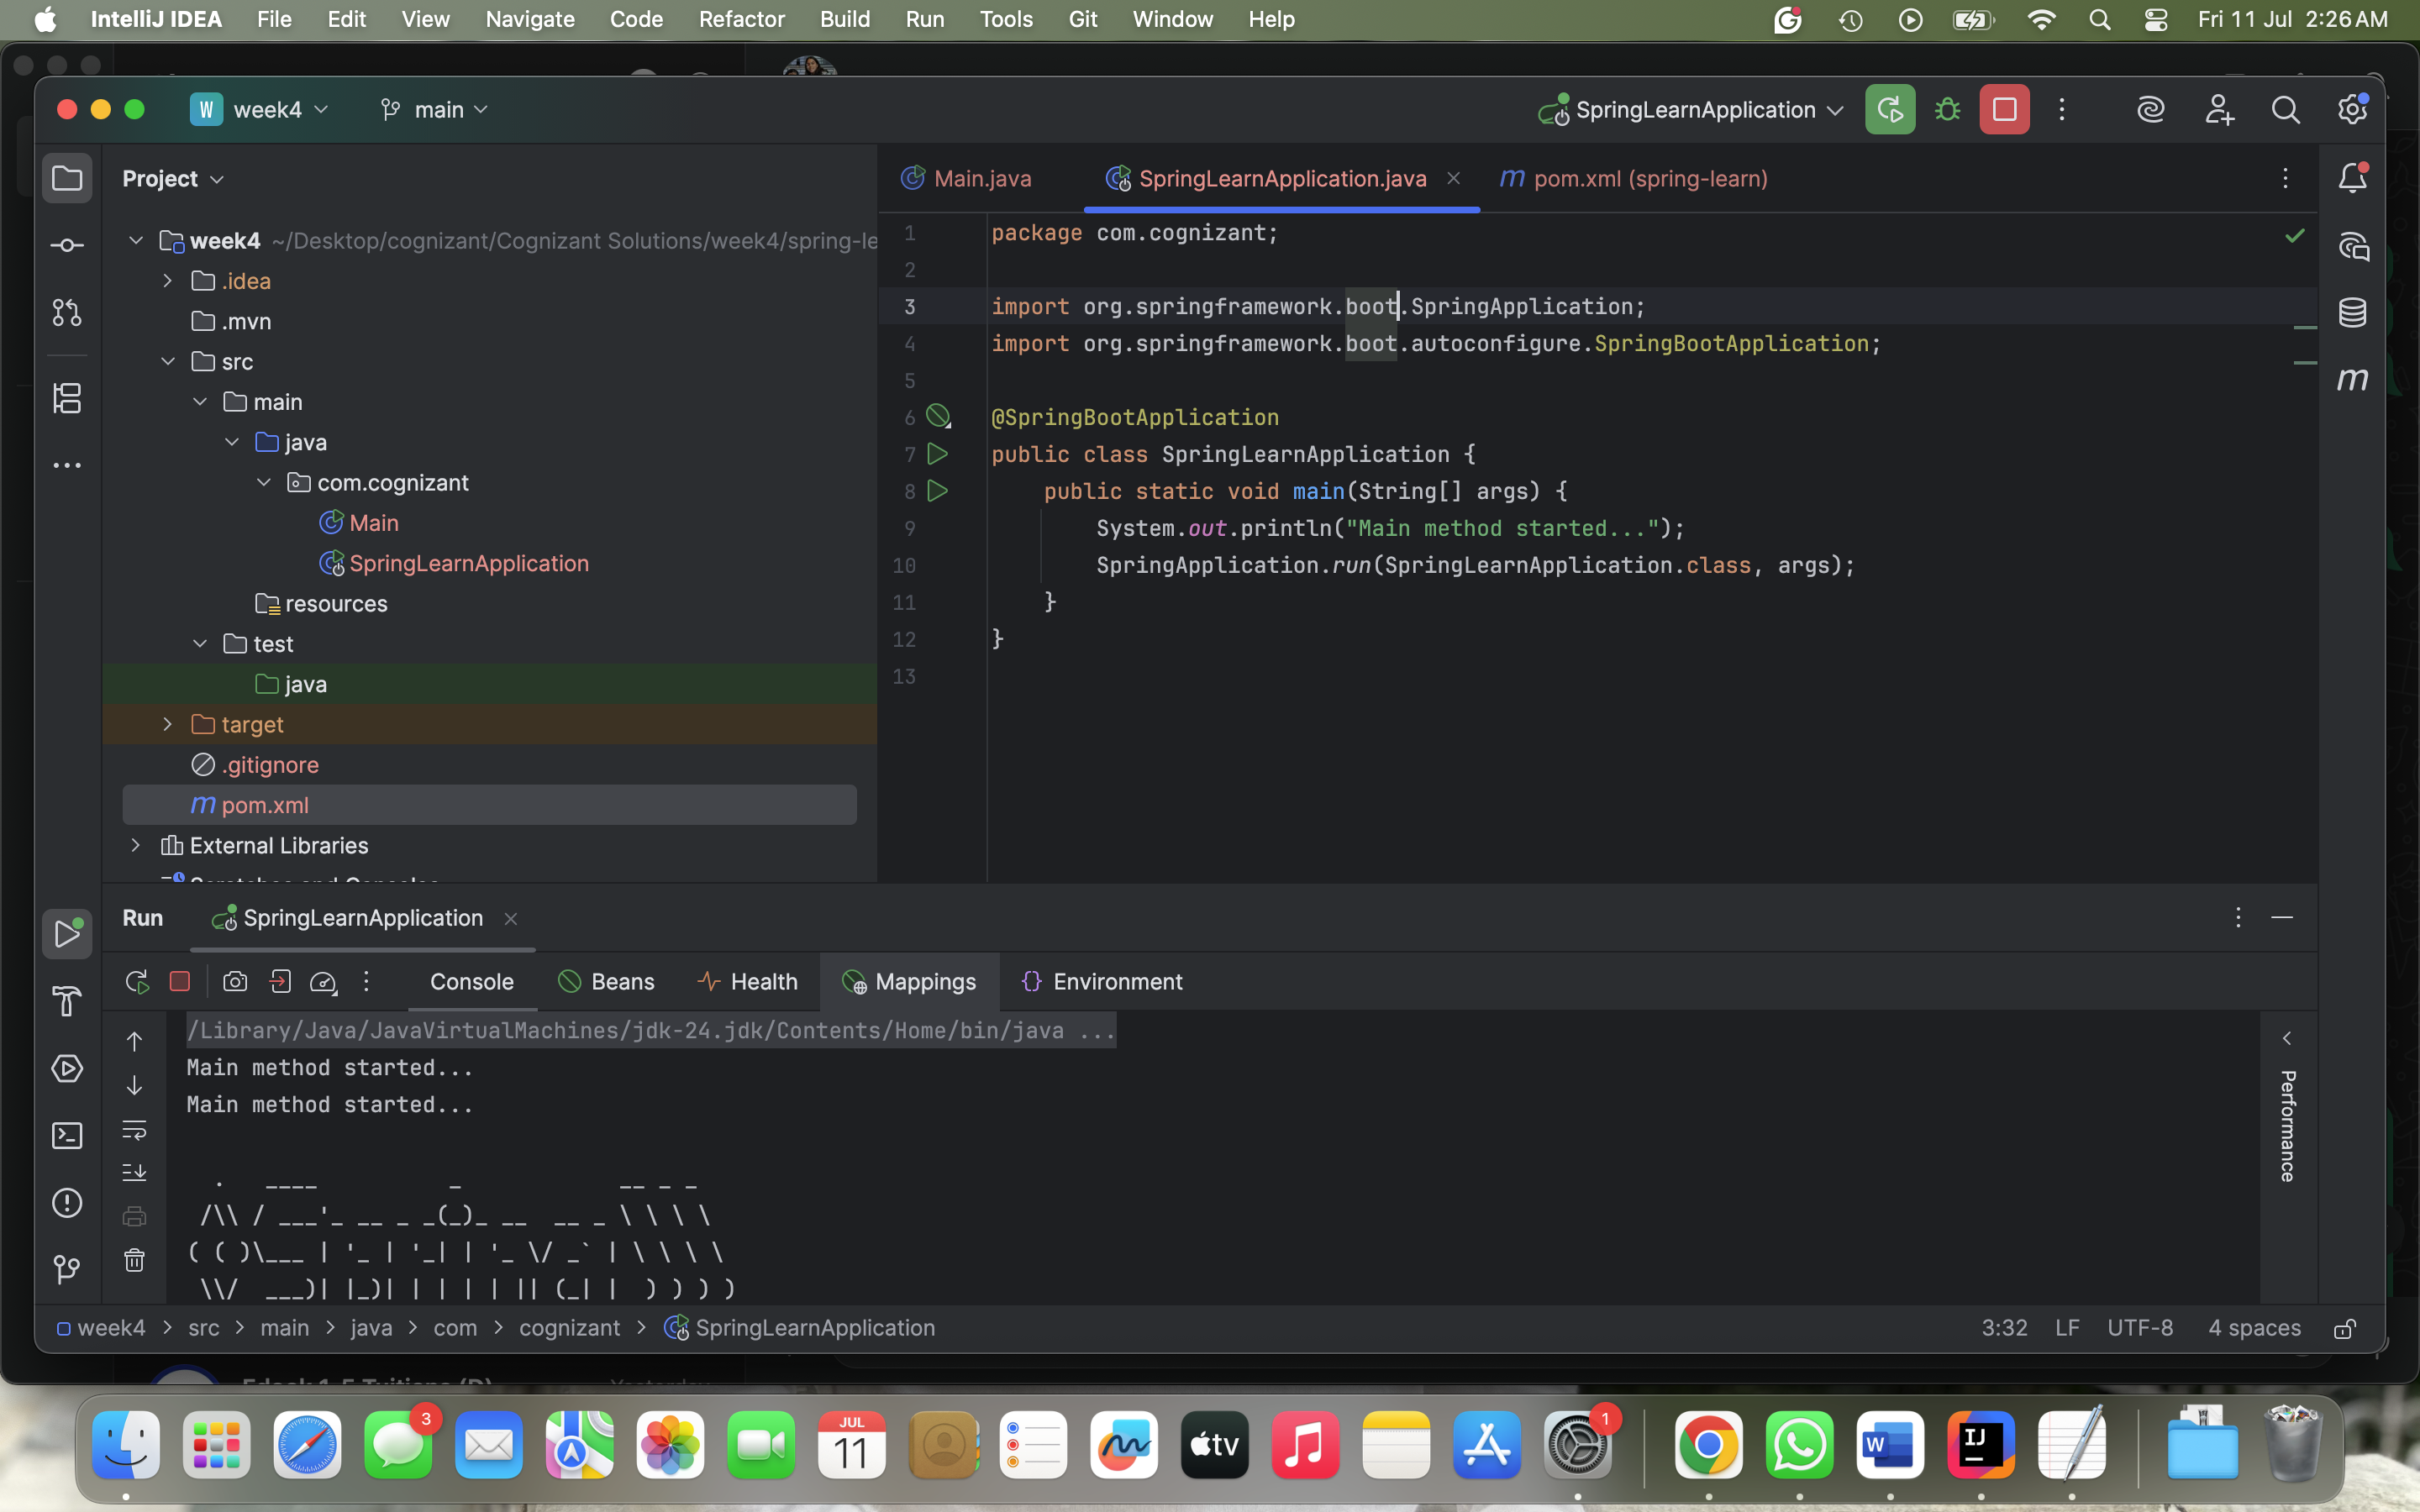 IntelliJ IDEA File Edit View Navigate Code Refactor Build Run Tools Git Window Help Fri 11 Jul 2:26 AM
W week4 main SpringLearnApplication
Project
Main.java SpringLearnApplication.java m pom.xml (spring-learn)
week4 ~/Desktop/cognizant/Cognizant Solutions/week4/spring-le
.idea
.mvn
src
main
java
com.cognizant
Main
SpringLearnApplication
resources
test
java
target
.gitignore
m pom.xml
External Libraries
Scratches and Consoles
1 package com.cognizant;
2
3 import org.springframework.boot.SpringApplication;
4 import org.springframework.boot.autoconfigure.SpringBootApplication;
5
6 @SpringBootApplication
7 public class SpringLearnApplication {
8 public static void main(String[] args) {
9 System.out.println("Main method started...");
10 SpringApplication.run(SpringLearnApplication.class, args);
11 }
12 }
13
m
Run SpringLearnApplication
Console Beans Health Mappings {} Environment
/Library/Java/JavaVirtualMachines/jdk-24.jdk/Contents/Home/bin/java ...
Main method started...
Main method started...
  .   ____          _            __ _ _
 /\\ / ___'_ __ _ _(_)_ __  __ _ \ \ \ \
( ( )\___ | '_ | '_| | '_ \/ _` | \ \ \ \
 \\/  ___)| |_)| | | | | || (_| |  ) ) ) )
Performance
week4 > src > main > java > com > cognizant > SpringLearnApplication 3:32 LF UTF-8 4 spaces
3
JUL
11
tv
1
W
IJ